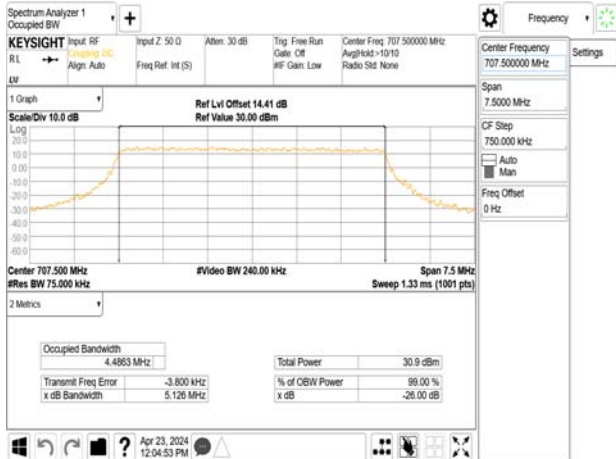 Spectrum Analyzer 1
Occupied BW
Frequency
KEYSIGHT
RL
LXI
Input: RF
Coupling: DC
Align: Auto
Input Z: 50 Ω
Freq Ref: Int (S)
Atten: 30 dB
Trig: Free Run
Gate: Off
#IF Gain: Low
Center Freq: 707.500000 MHz
Avg|Hold:>10/10
Radio Std: None
Center Frequency
707.500000 MHz
Settings
Span
7.5000 MHz
CF Step
750.000 kHz
Auto
Man
Freq Offset
0 Hz
1 Graph
Scale/Div 10.0 dB
Ref Lvl Offset 14.41 dB
Ref Value 30.00 dBm
Log
20.0
10.0
0.00
-10.0
-20.0
-30.0
-40.0
-50.0
-60.0
Center 707.500 MHz
#Res BW 75.000 kHz
#Video BW 240.00 kHz
Span 7.5 MHz
Sweep 1.33 ms (1001 pts)
2 Metrics
Occupied Bandwidth
4.4863 MHz
Total Power 30.9 dBm
Transmit Freq Error -3.800 kHz
% of OBW Power 99.00 %
x dB Bandwidth 5.126 MHz
x dB -26.00 dB
Apr 23, 2024
12:04:53 PM